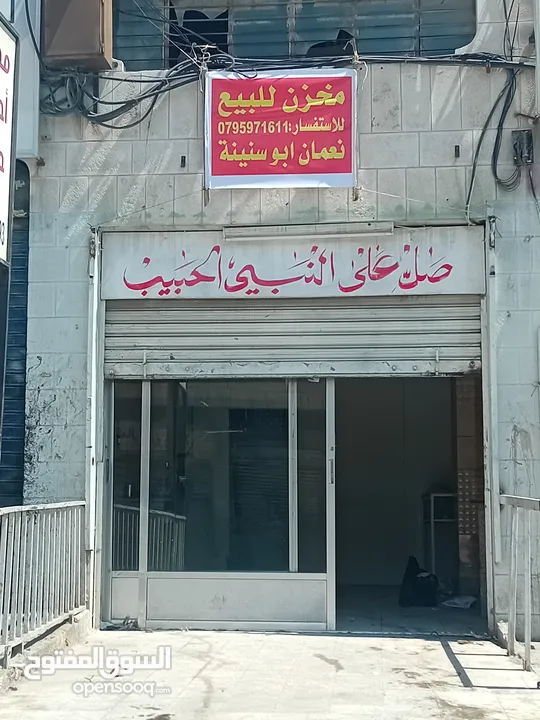 مخزن للبيع
للاستفسار:0795971611
نعمان ابو سنينة
صل على النبي الحبيب
السوق المفتوح
opensooq.com